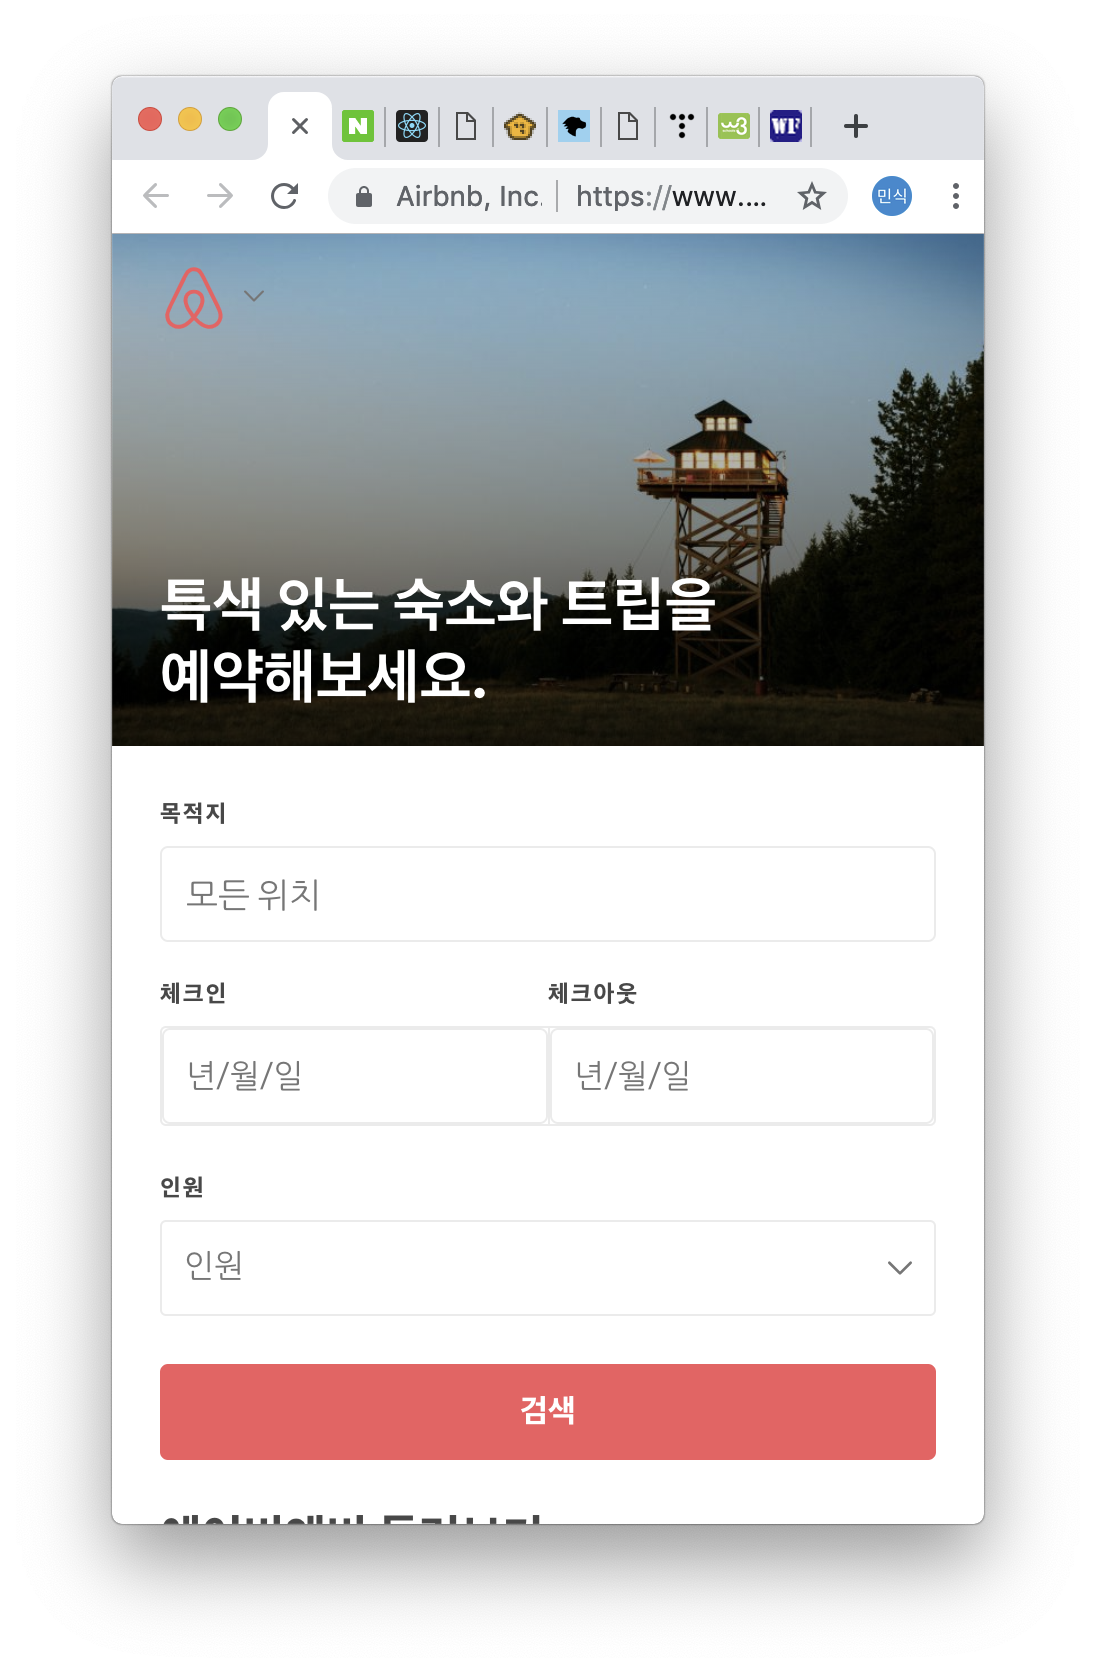 N
w3
WF
Airbnb, Inc.
https://www....
민식
특색 있는 숙소와 트립을
예약해보세요.
목적지
모든 위치
체크인
체크아웃
년/월/일
년/월/일
인원
인원
검색